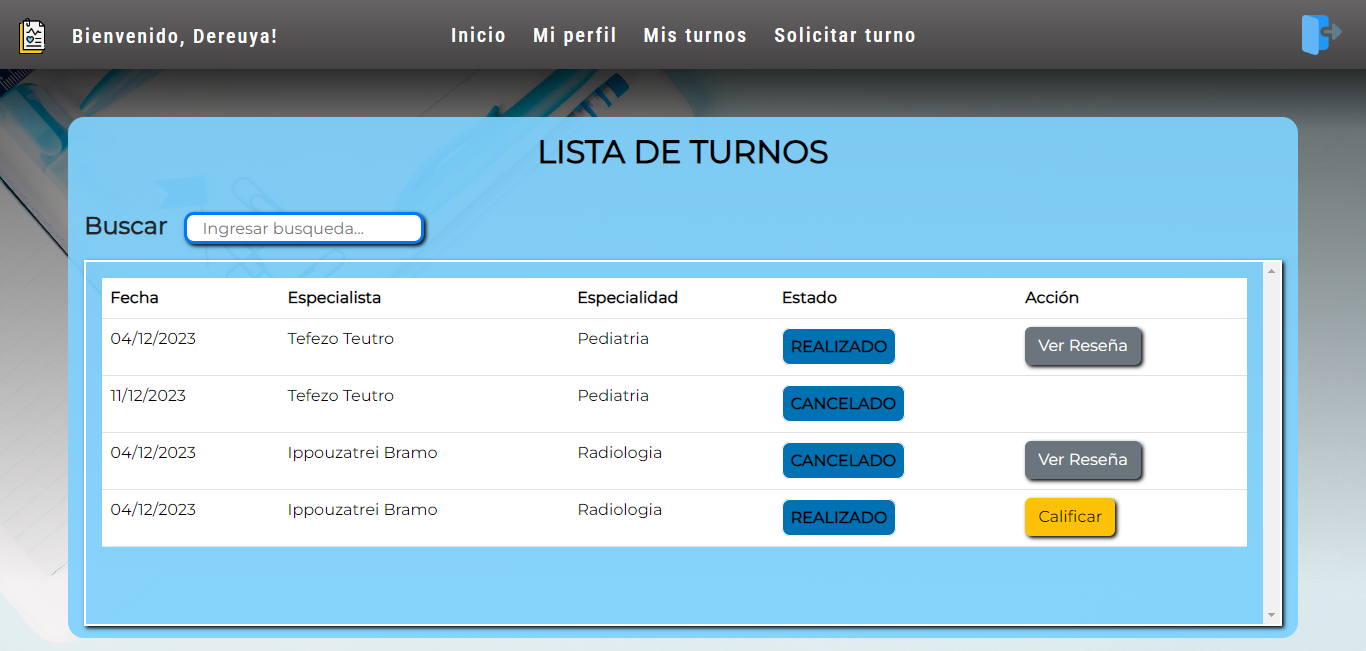 Bienvenido, Dereuya! Inicio Mi perfil Mis turnos Solicitar turno
LISTA DE TURNOS
Buscar Ingresar busqueda...
Fecha Especialista Especialidad Estado Acción
04/12/2023 Tefezo Teutro Pediatria REALIZADO Ver Reseña
11/12/2023 Tefezo Teutro Pediatria CANCELADO
04/12/2023 Ippouzatrei Bramo Radiologia CANCELADO Ver Reseña
04/12/2023 Ippouzatrei Bramo Radiologia REALIZADO Calificar